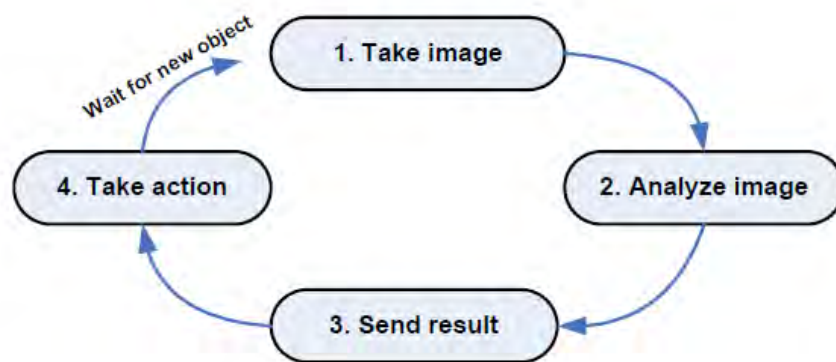 1. Take image
2. Analyze image
3. Send result
4. Take action
Wait for new object